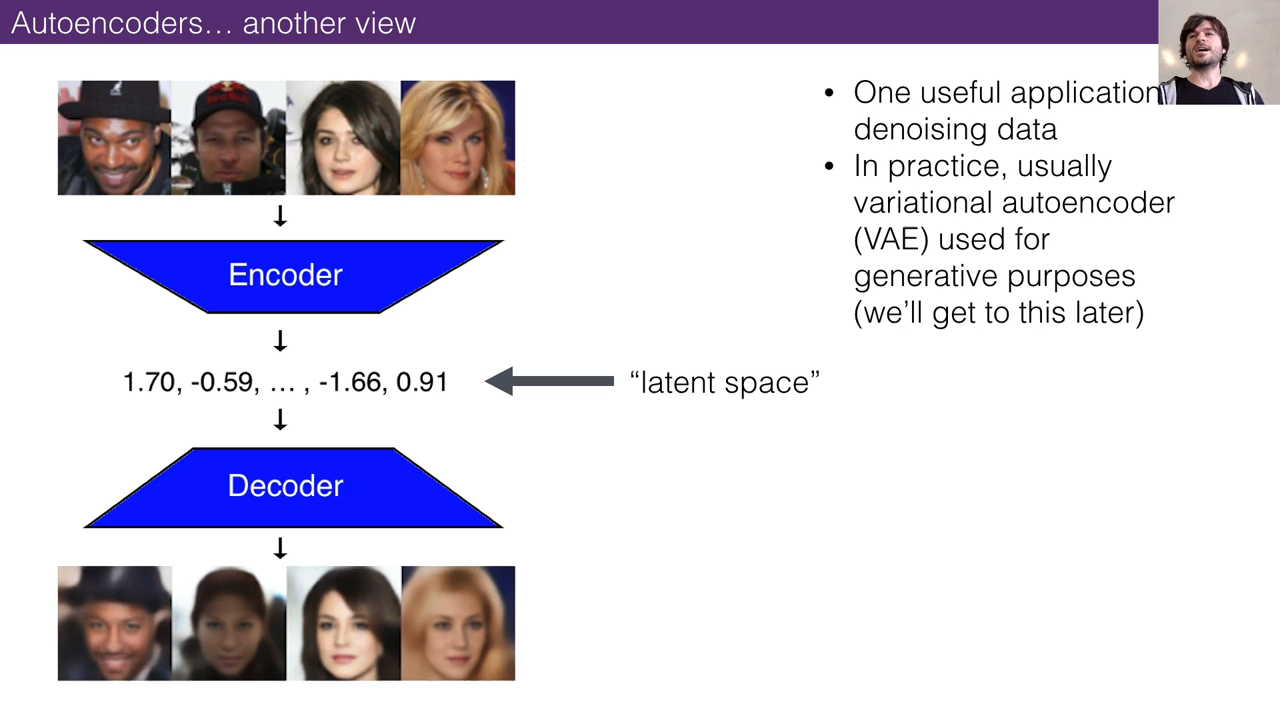 Autoencoders… another view
• One useful application
denoising data
• In practice, usually
variational autoencoder
(VAE) used for
generative purposes
(we’ll get to this later)
Encoder
1.70, -0.59, … , -1.66, 0.91
“latent space”
Decoder